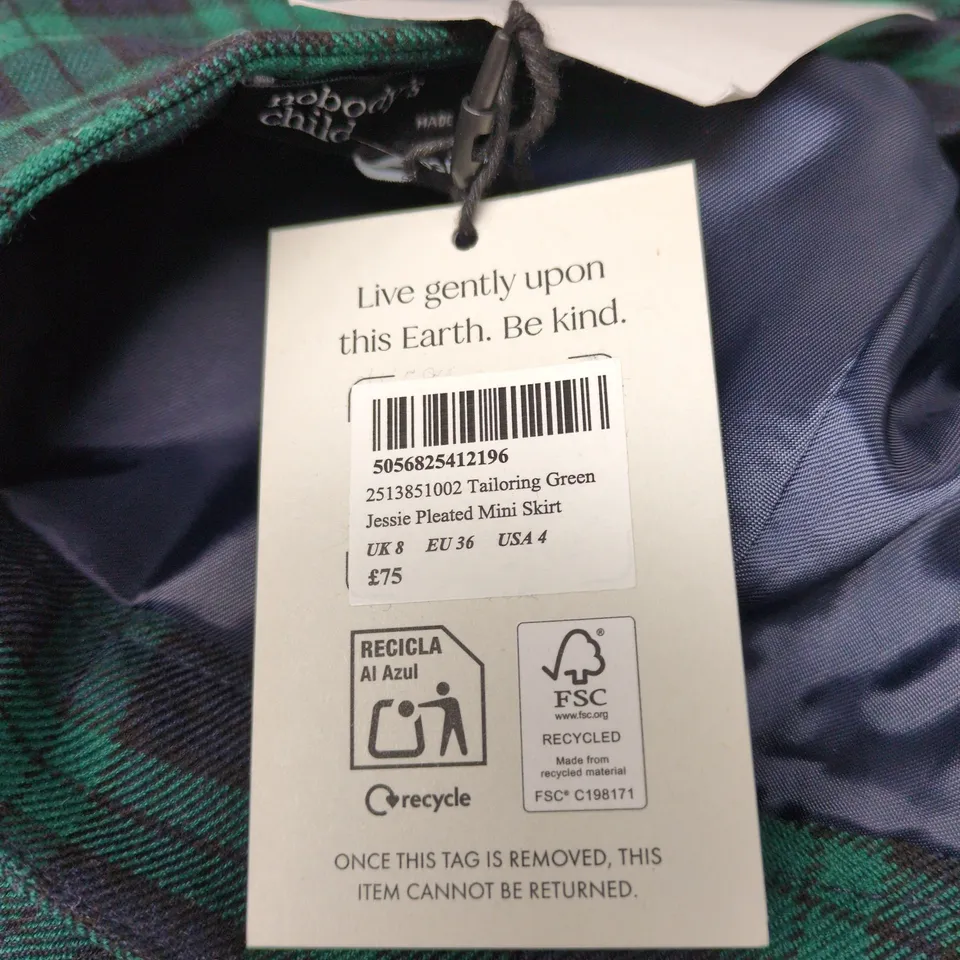 nobody's
child
MADE
Live gently upon
this Earth. Be kind.
5056825412196
2513851002 Tailoring Green
Jessie Pleated Mini Skirt
UK 8 EU 36 USA 4
£75
RECICLA
Al Azul
recycle
FSC®
www.fsc.org
RECYCLED
Made from
recycled material
FSC® C198171
ONCE THIS TAG IS REMOVED, THIS
ITEM CANNOT BE RETURNED.